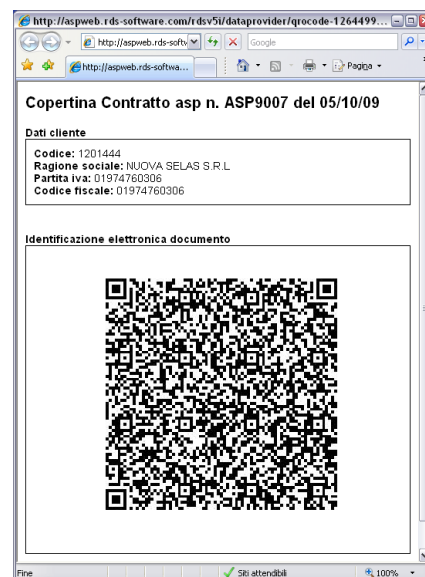 http://aspweb.rds-software.com/rdsv5i/dataprovider/qrocode-1264499...
http://aspweb.rds-softw
Google
http://aspweb.rds-softwa...
Pagina
Copertina Contratto asp n. ASP9007 del 05/10/09
Dati cliente
Codice: 1201444
Ragione sociale: NUOVA SELAS S.R.L
Partita iva: 01974760306
Codice fiscale: 01974760306
Identificazione elettronica documento
Fine
Siti attendibili
100%